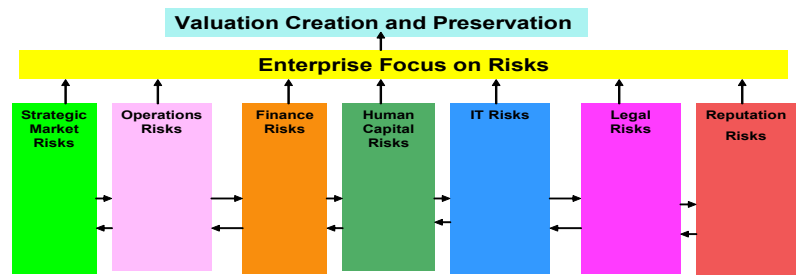 Valuation Creation and Preservation
Enterprise Focus on Risks
Strategic
Market
Risks
Operations
Risks
Finance
Risks
Human
Capital
Risks
IT Risks
Legal
Risks
Reputation
Risks